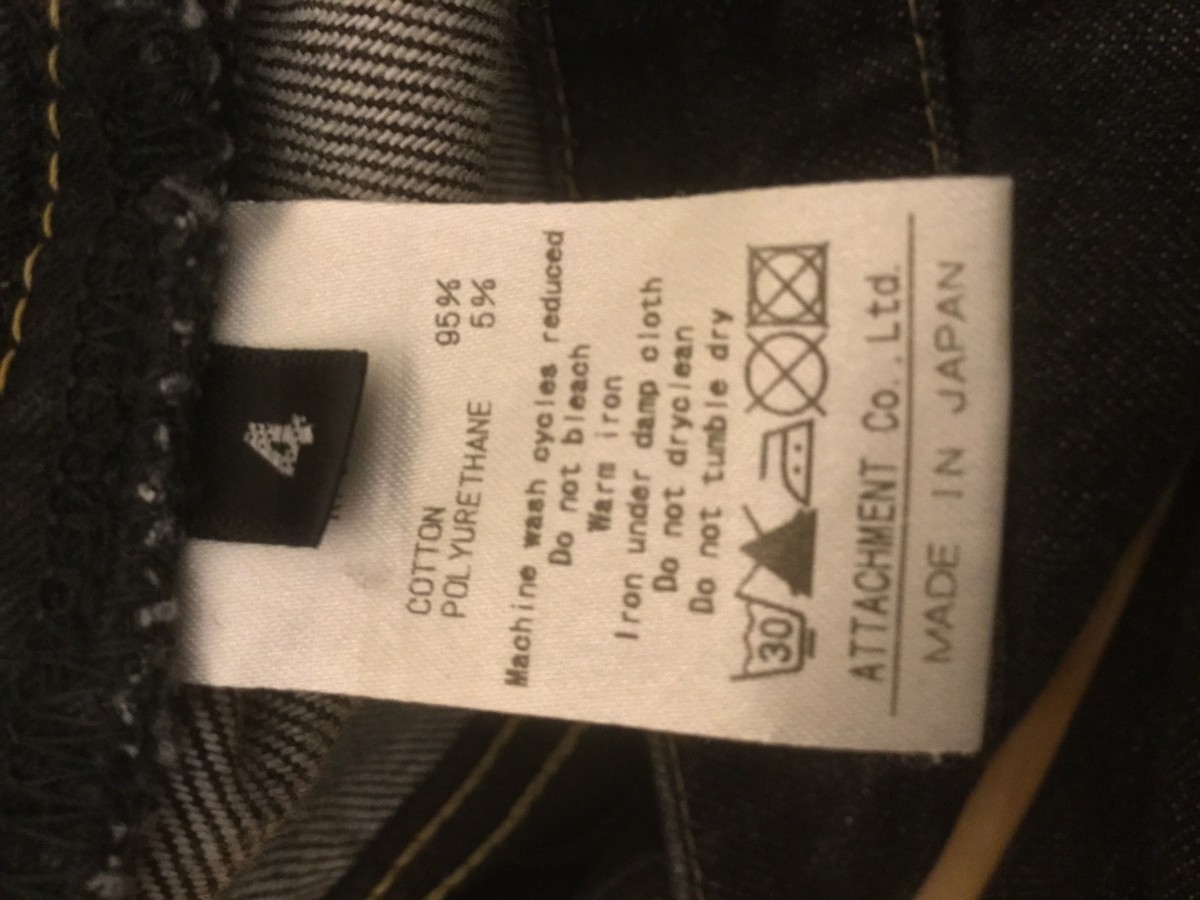 4
COTTON 95%
POLYURETHANE 5%
Machine wash cycles reduced
Do not bleach
Warm iron
Iron under damp cloth
Do not dryclean
Do not tumble dry
30
ATTACHMENT Co.,Ltd.
MADE IN JAPAN